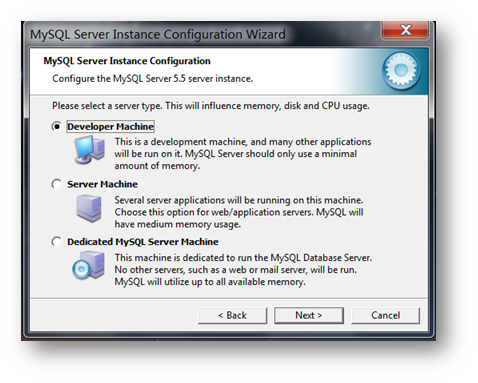 MySQL Server Instance Configuration Wizard
MySQL Server Instance Configuration
Configure the MySQL Server 5.5 server instance.
Please select a server type. This will influence memory, disk and CPU usage.
Developer Machine
This is a development machine, and many other applications
will be run on it. MySQL Server should only use a minimal
amount of memory.
Server Machine
Several server applications will be running on this machine.
Choose this option for web/application servers. MySQL will
have medium memory usage.
Dedicated MySQL Server Machine
This machine is dedicated to run the MySQL Database Server.
No other servers, such as a web or mail server, will be run.
MySQL will utilize up to all available memory.
< Back Next > Cancel